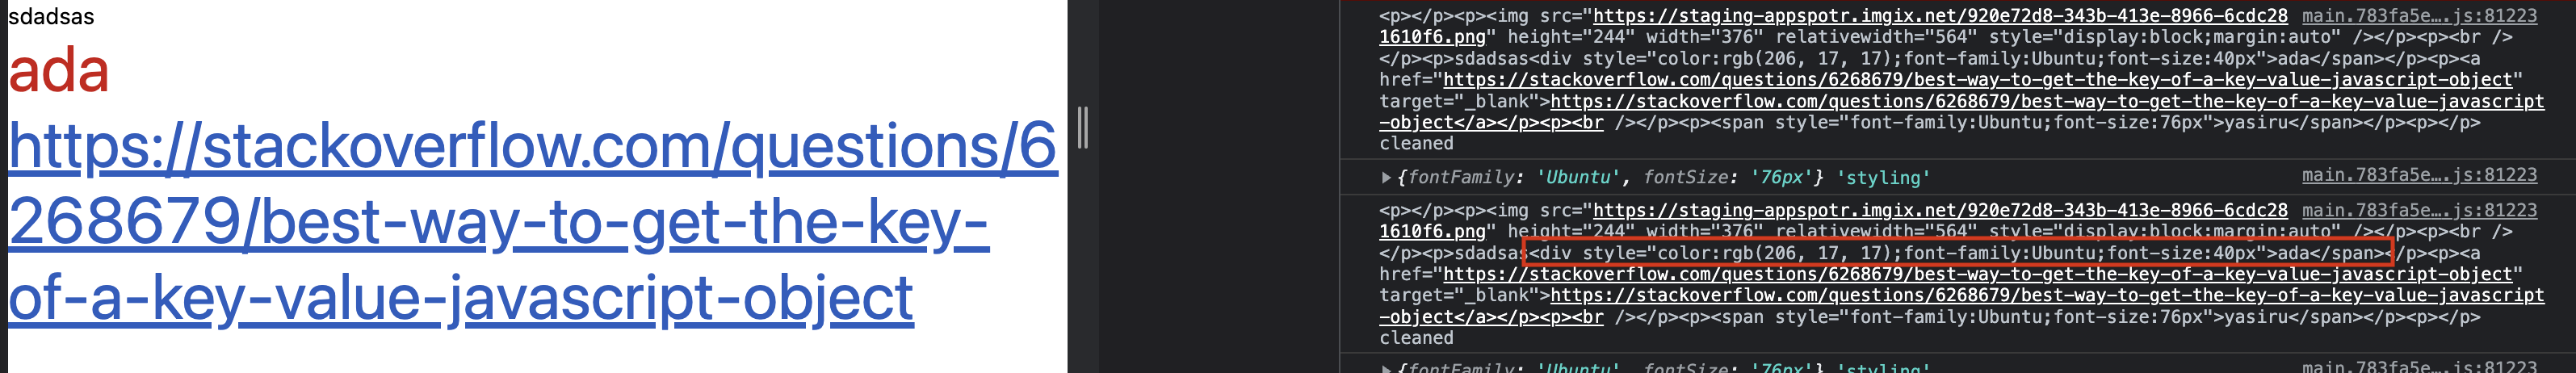 sdadsas
ada
https://stackoverflow.com/questions/6
268679/best-way-to-get-the-key-
of-a-key-value-javascript-object
<p></p><p><img src="https://staging-appspotr.imgix.net/920e72d8-343b-413e-8966-6cdc28 main.783fa5e….js:81223
1610f6.png" height="244" width="376" relativewidth="564" style="display:block;margin:auto" /></p><p><br />
</p><p>sdadsas<div style="color:rgb(206, 17, 17);font-family:Ubuntu;font-size:40px">ada</span></p><p><a
href="https://stackoverflow.com/questions/6268679/best-way-to-get-the-key-of-a-key-value-javascript-object"
target="_blank">https://stackoverflow.com/questions/6268679/best-way-to-get-the-key-of-a-key-value-javascript
-object</a></p><p><br /></p><p><span style="font-family:Ubuntu;font-size:76px">yasiru</span></p><p></p>
cleaned
{fontFamily: 'Ubuntu', fontSize: '76px'} 'styling' main.783fa5e….js:81223
<p></p><p><img src="https://staging-appspotr.imgix.net/920e72d8-343b-413e-8966-6cdc28 main.783fa5e….js:81223
1610f6.png" height="244" width="376" relativewidth="564" style="display:block;margin:auto" /></p><p><br />
</p><p>sdadsas<div style="color:rgb(206, 17, 17);font-family:Ubuntu;font-size:40px">ada</span></p><p><a
href="https://stackoverflow.com/questions/6268679/best-way-to-get-the-key-of-a-key-value-javascript-object"
target="_blank">https://stackoverflow.com/questions/6268679/best-way-to-get-the-key-of-a-key-value-javascript
-object</a></p><p><br /></p><p><span style="font-family:Ubuntu;font-size:76px">yasiru</span></p><p></p>
cleaned
{fontFamily: 'Ubuntu', fontSize: '76px'} 'styling' main.783fa5e….js:81223